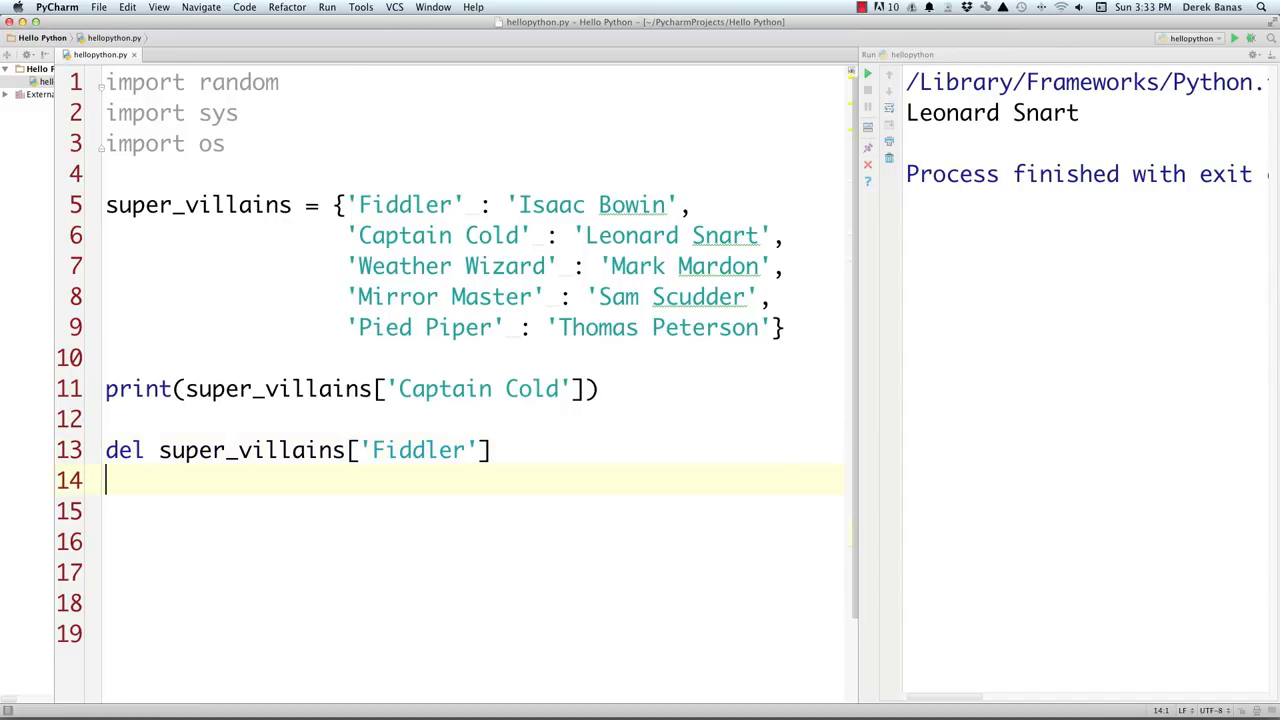 PyCharm File Edit View Navigate Code Refactor Run Tools VCS Window Help 10 Sun 3:33 PM Derek Banas
hellopython.py – Hello Python – [~/PycharmProjects/Hello Python]
Hello Python hellopython.py hellopython
hellopython.py Run hellopython
Hello P
hell
Externa
1 import random
2 import sys
3 import os
4
5 super_villains = {'Fiddler' : 'Isaac Bowin',
6 'Captain Cold' : 'Leonard Snart',
7 'Weather Wizard' : 'Mark Mardon',
8 'Mirror Master' : 'Sam Scudder',
9 'Pied Piper' : 'Thomas Peterson'}
10
11 print(super_villains['Captain Cold'])
12
13 del super_villains['Fiddler']
14
15
16
17
18
19
/Library/Frameworks/Python.
Leonard Snart
Process finished with exit
14:1 LF UTF-8